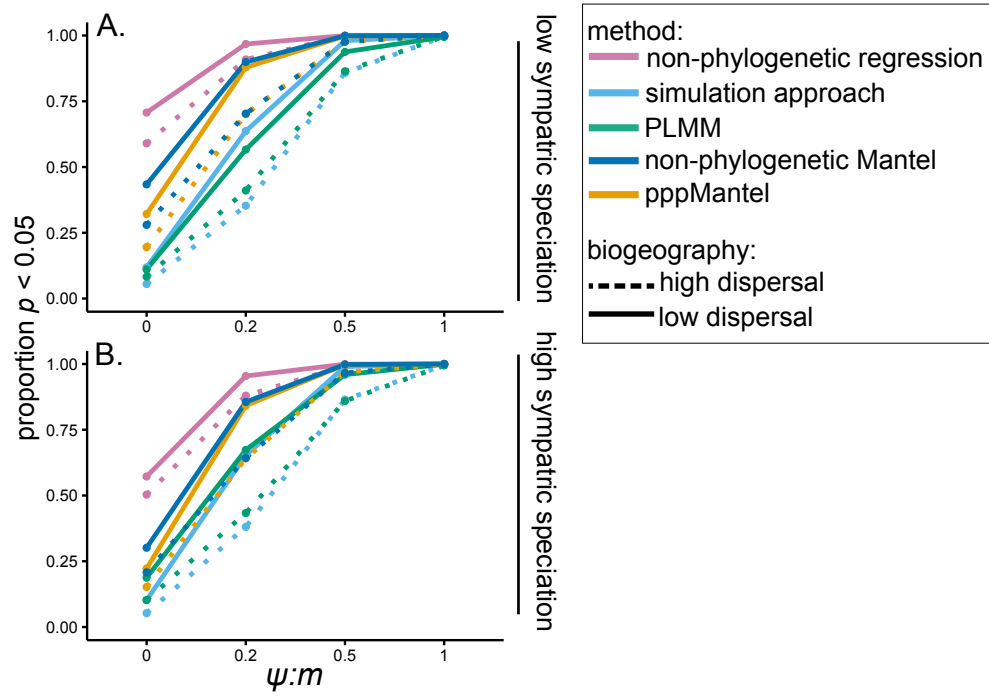 A.
1.00
0.75
0.50
0.25
0.00
0 0.2 0.5 1
low sympatric speciation
B.
1.00
0.75
0.50
0.25
0.00
0 0.2 0.5 1
high sympatric speciation
proportion p < 0.05
ψ:m
method:
non-phylogenetic regression
simulation approach
PLMM
non-phylogenetic Mantel
pppMantel
biogeography:
high dispersal
low dispersal